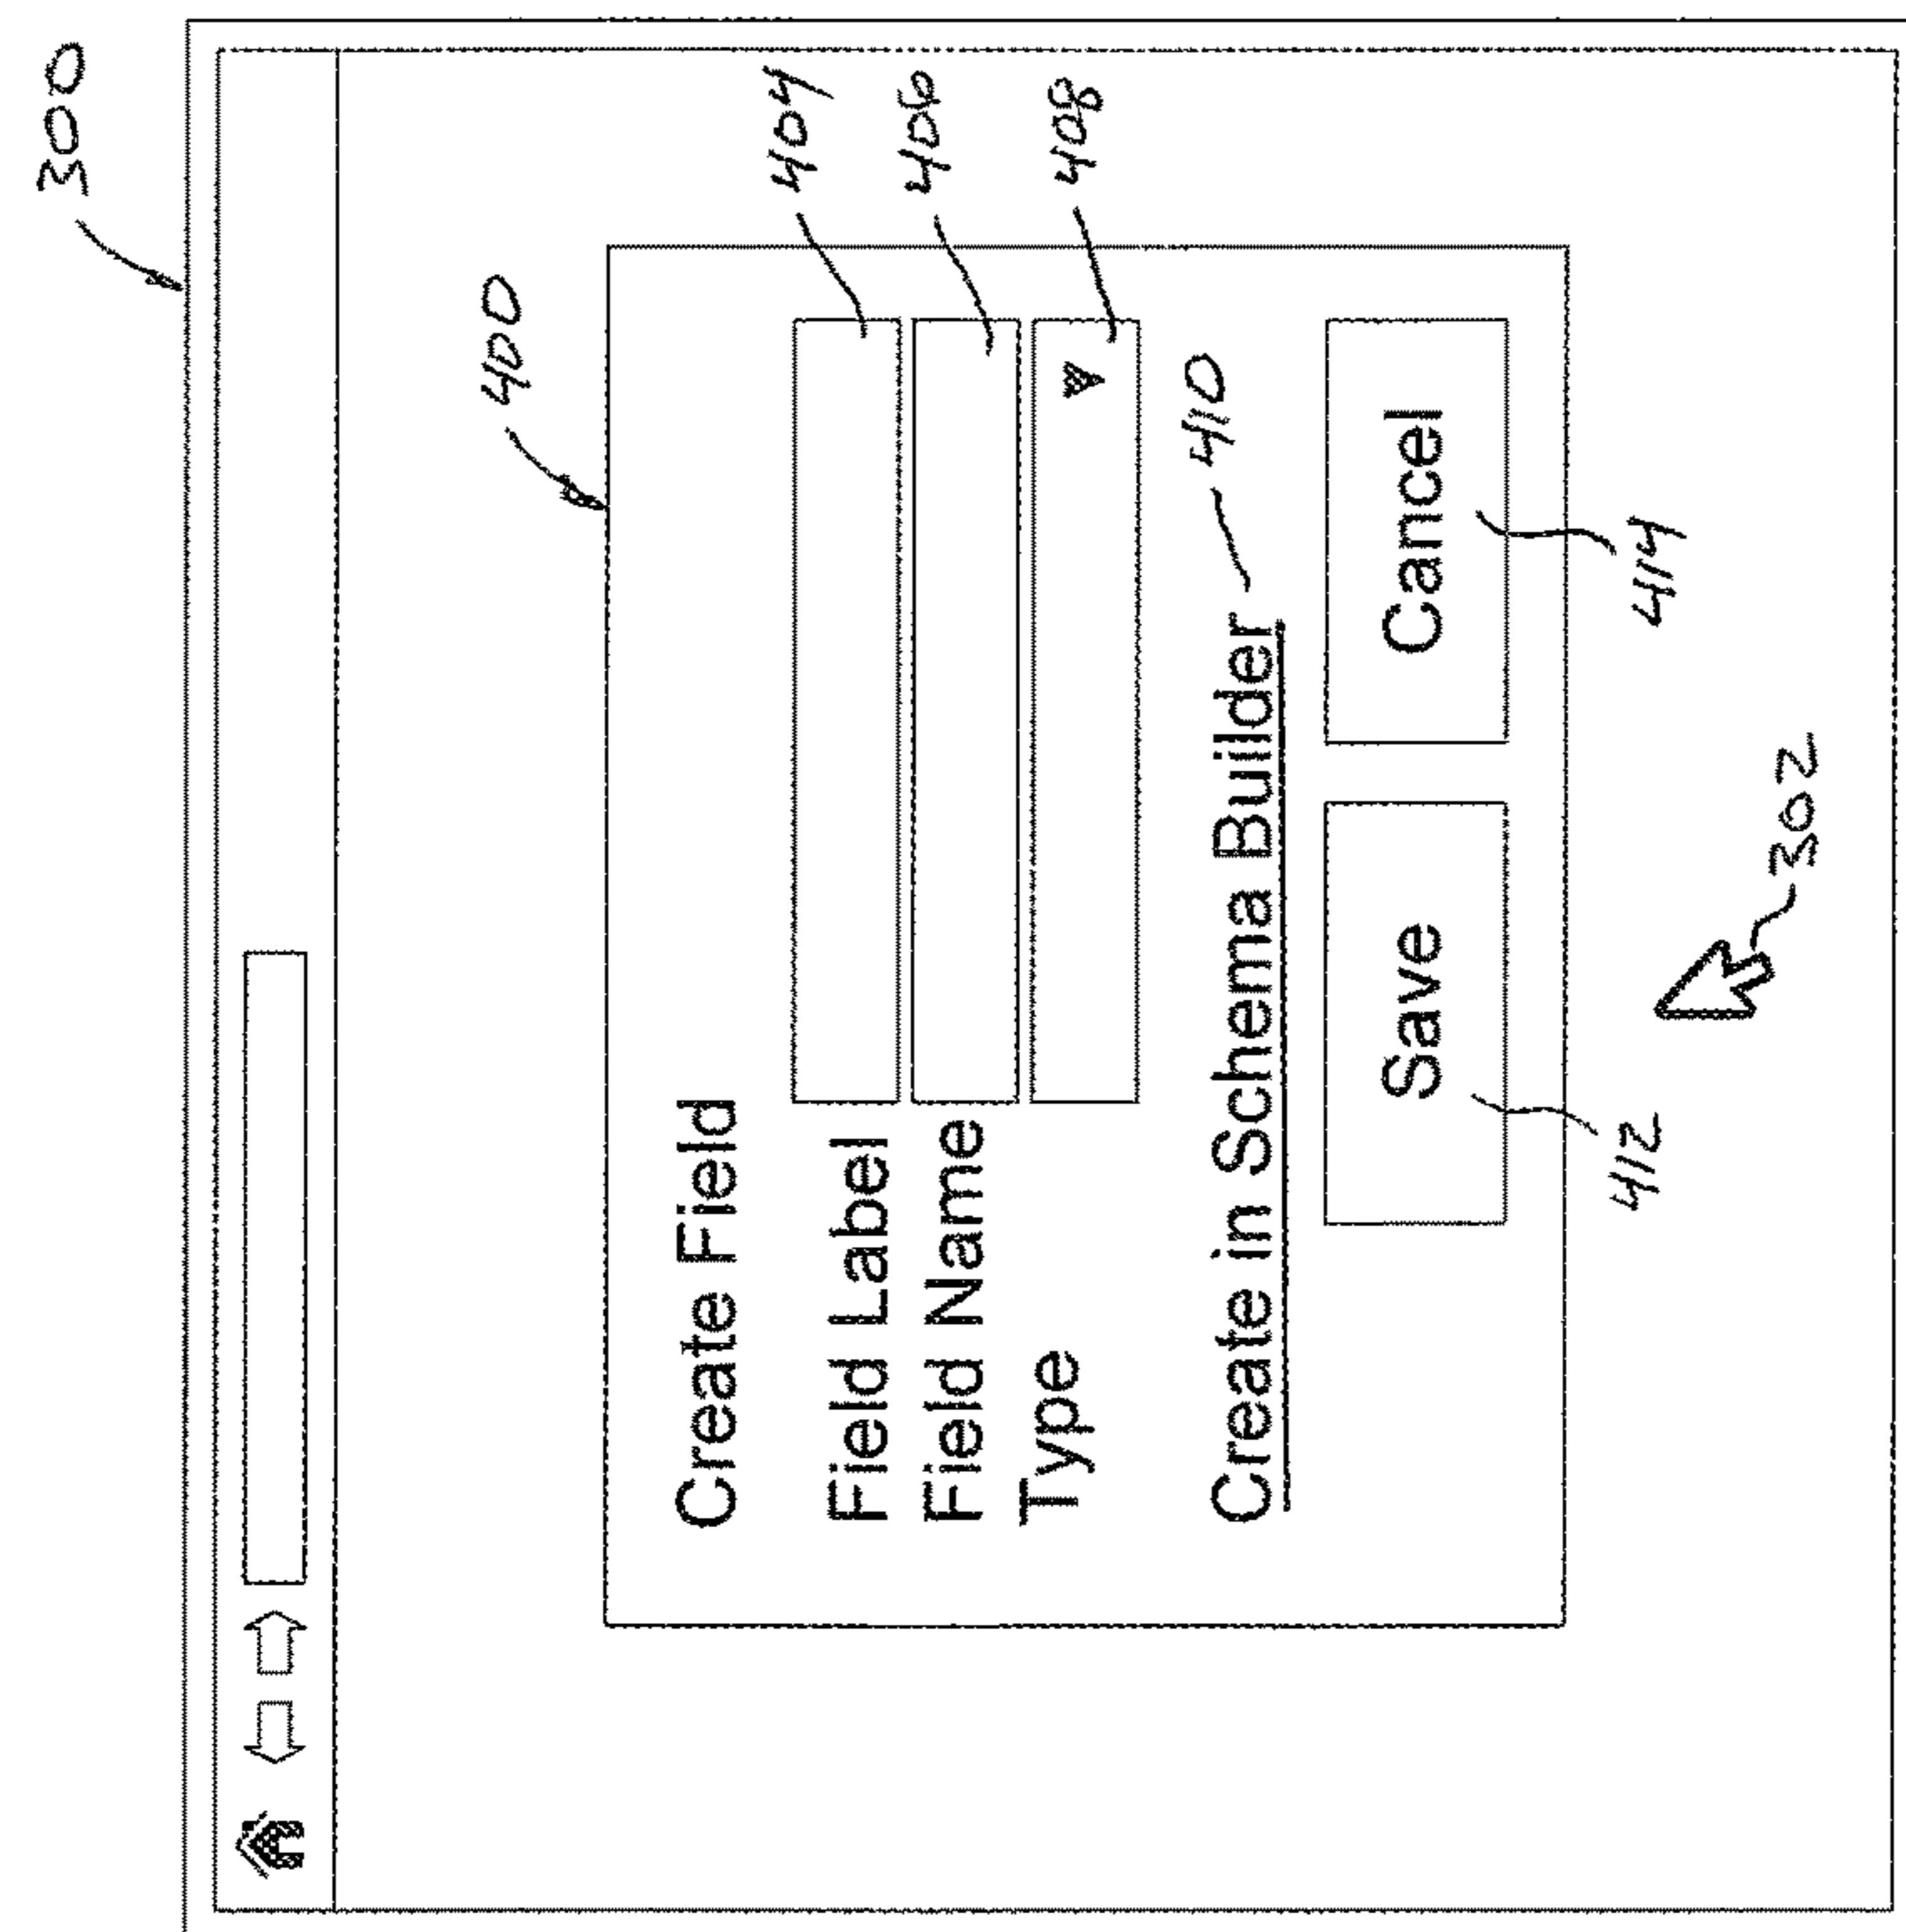 300
400
Create Field
404
Field Label
406
Field Name
408
Type
410
Create in Schema Builder
Save
Cancel
412
414
302